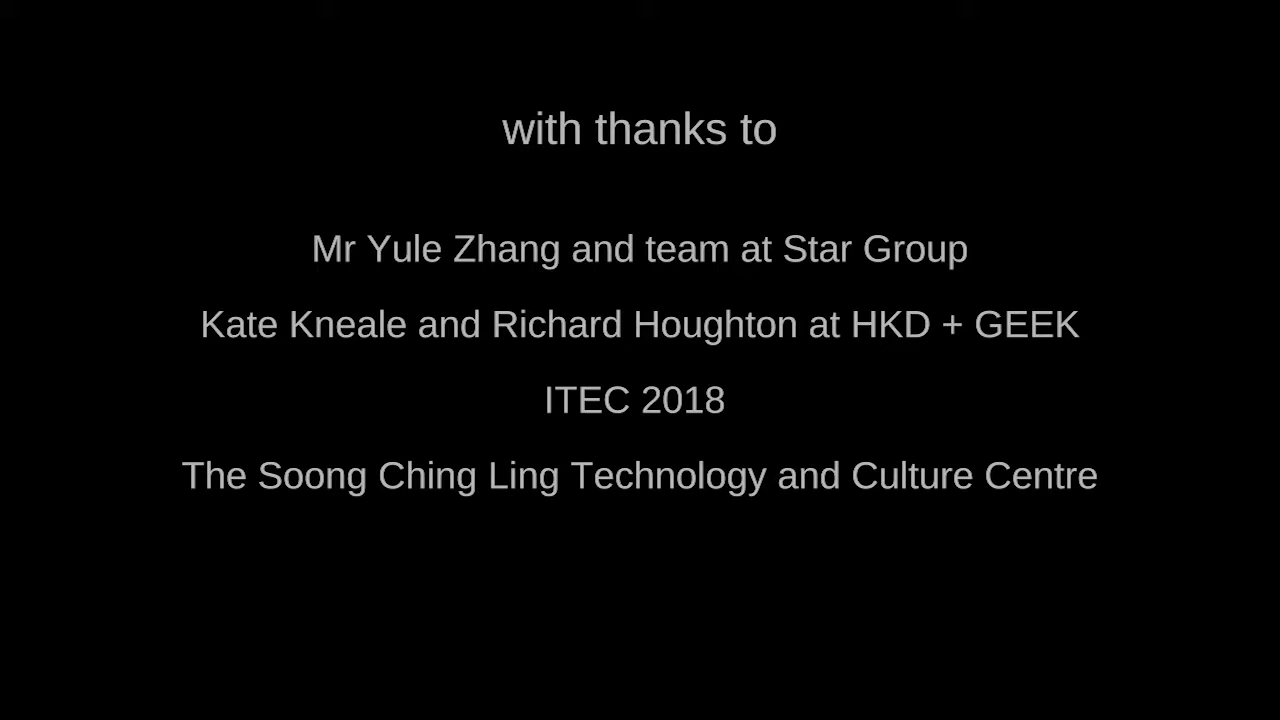 with thanks to
Mr Yule Zhang and team at Star Group
Kate Kneale and Richard Houghton at HKD + GEEK
ITEC 2018
The Soong Ching Ling Technology and Culture Centre